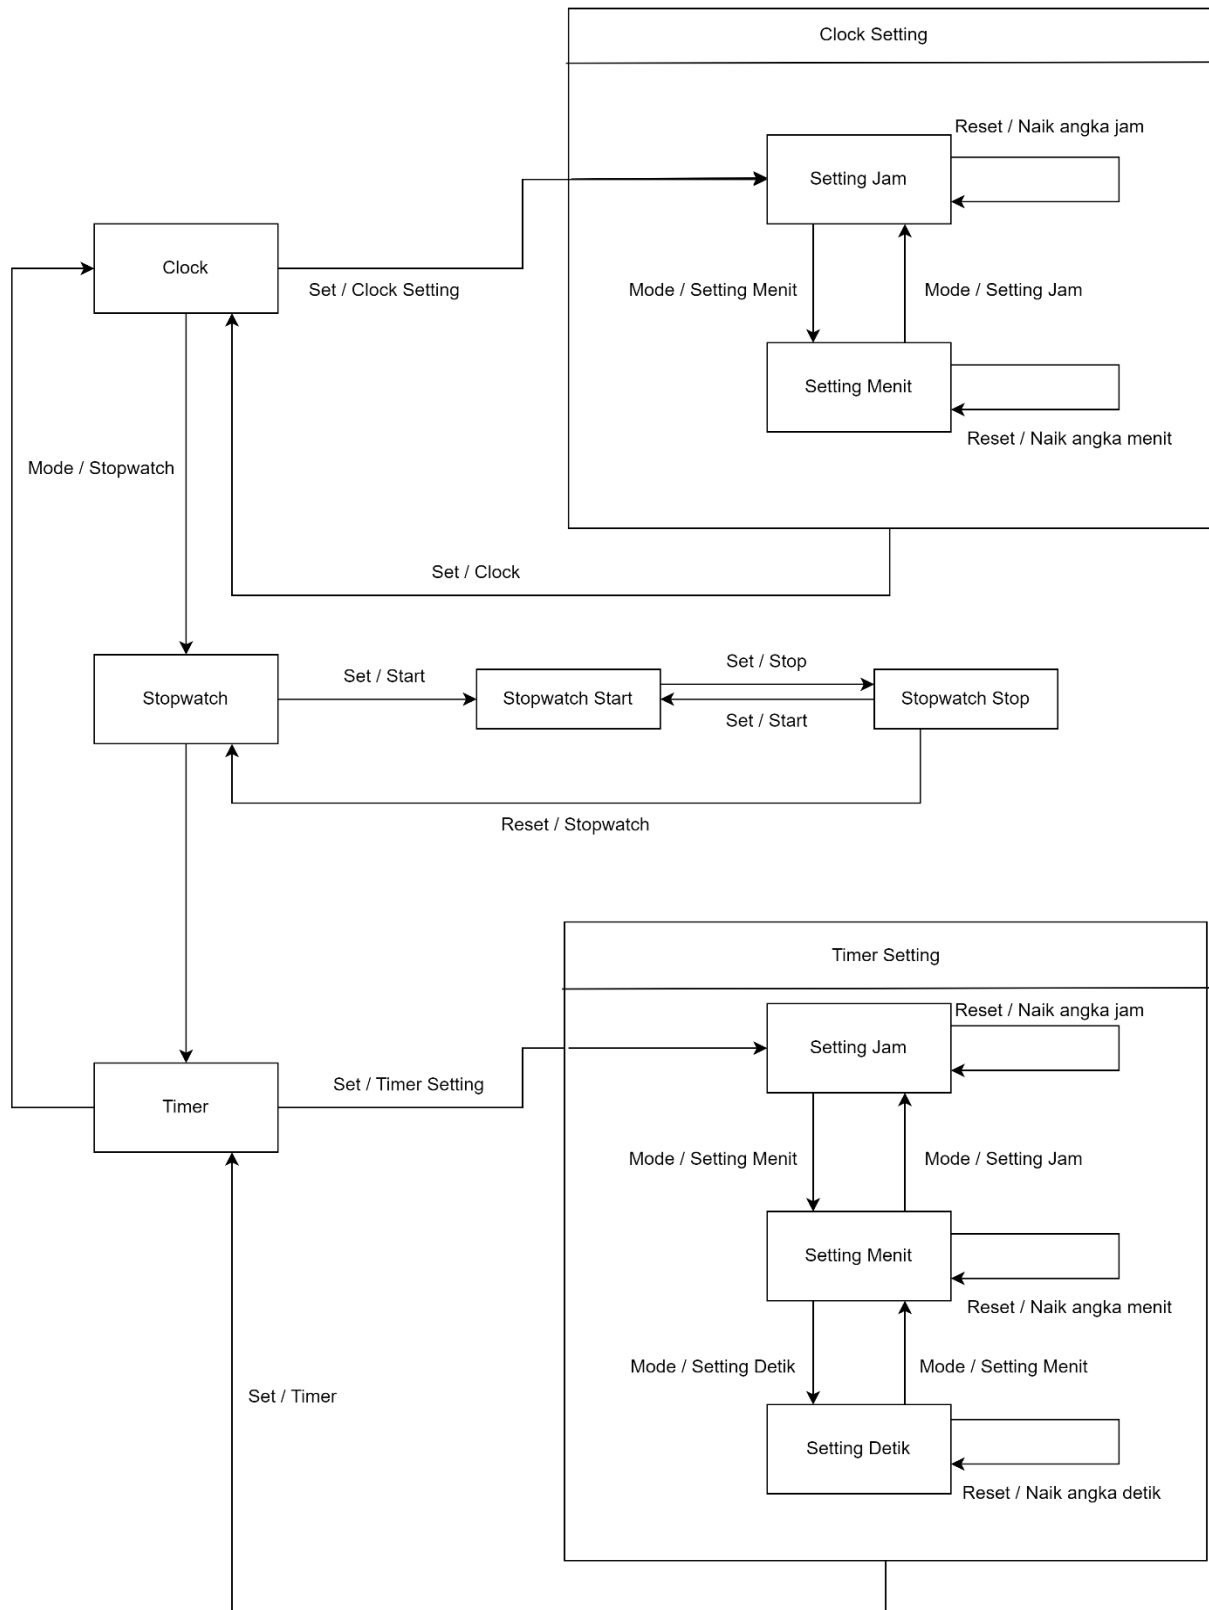 Clock Setting
Reset / Naik angka jam
Setting Jam
Clock
Set / Clock Setting
Mode / Setting Menit
Mode / Setting Jam
Setting Menit
Reset / Naik angka menit
Mode / Stopwatch
Set / Clock
Set / Stop
Set / Start
Stopwatch
Stopwatch Start
Stopwatch Stop
Set / Start
Reset / Stopwatch
Timer Setting
Reset / Naik angka jam
Setting Jam
Set / Timer Setting
Timer
Mode / Setting Menit
Mode / Setting Jam
Setting Menit
Reset / Naik angka menit
Mode / Setting Detik
Mode / Setting Menit
Set / Timer
Setting Detik
Reset / Naik angka detik